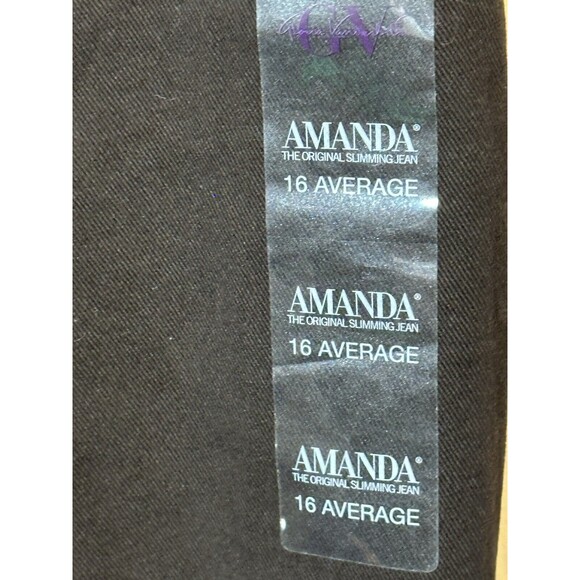 AMANDA®
THE ORIGINAL SLIMMING JEAN
16 AVERAGE
AMANDA®
THE ORIGINAL SLIMMING JEAN
16 AVERAGE
AMANDA®
THE ORIGINAL SLIMMING JEAN
16 AVERAGE